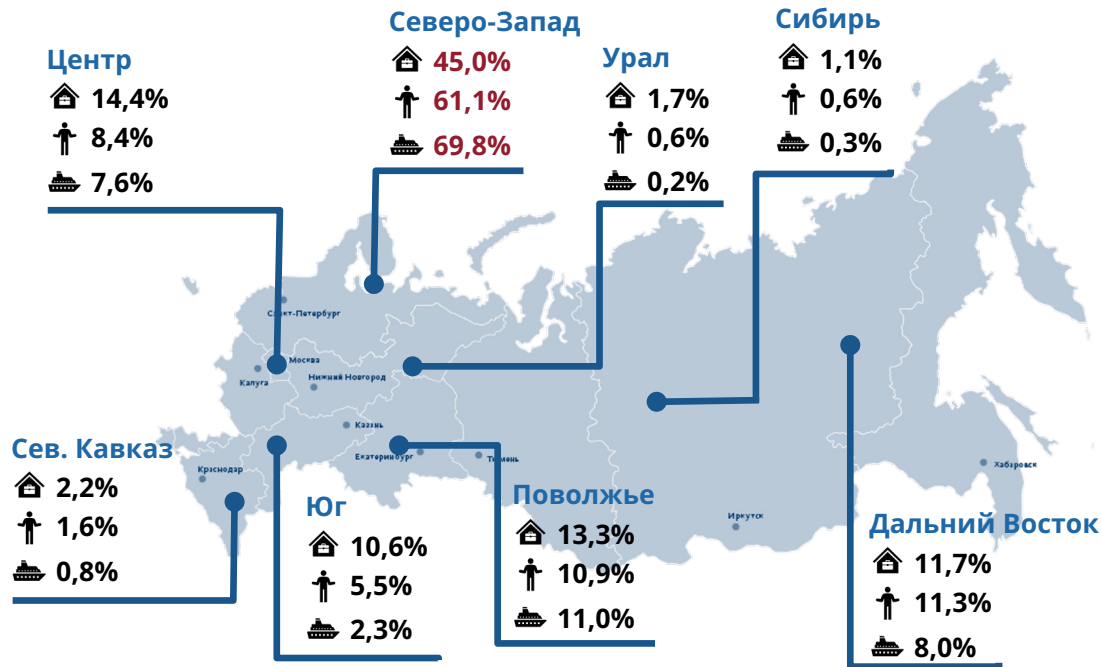 Северо-Запад
45,0%
61,1%
69,8%
Сибирь
1,1%
0,6%
0,3%
Центр
14,4%
8,4%
7,6%
Урал
1,7%
0,6%
0,2%
Санкт-Петербург
Москва
Калуга
Нижний Новгород
Казань
Екатеринбург
Тюмень
Краснодар
Иркутск
Хабаровск
Сев. Кавказ
2,2%
1,6%
0,8%
Юг
10,6%
5,5%
2,3%
Поволжье
13,3%
10,9%
11,0%
Дальний Восток
11,7%
11,3%
8,0%